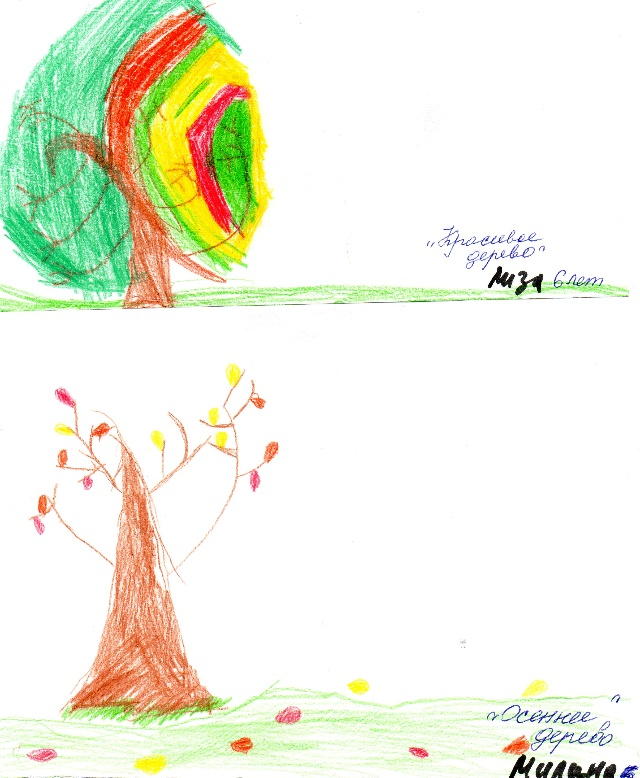 „Красивое
дерево"
Лиза 6 лет
„Осеннее"
дерево
Милана